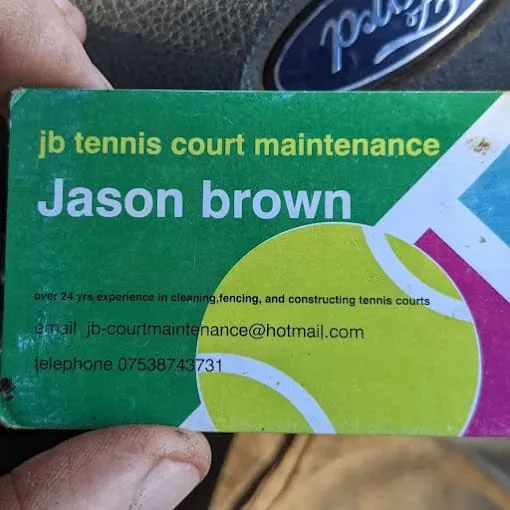 Ford
jb tennis court maintenance
Jason brown
over 24 yrs,experience in cleaning,fencing, and constructing tennis courts
email jb-courtmaintenance@hotmail.com
telephone 07538743731